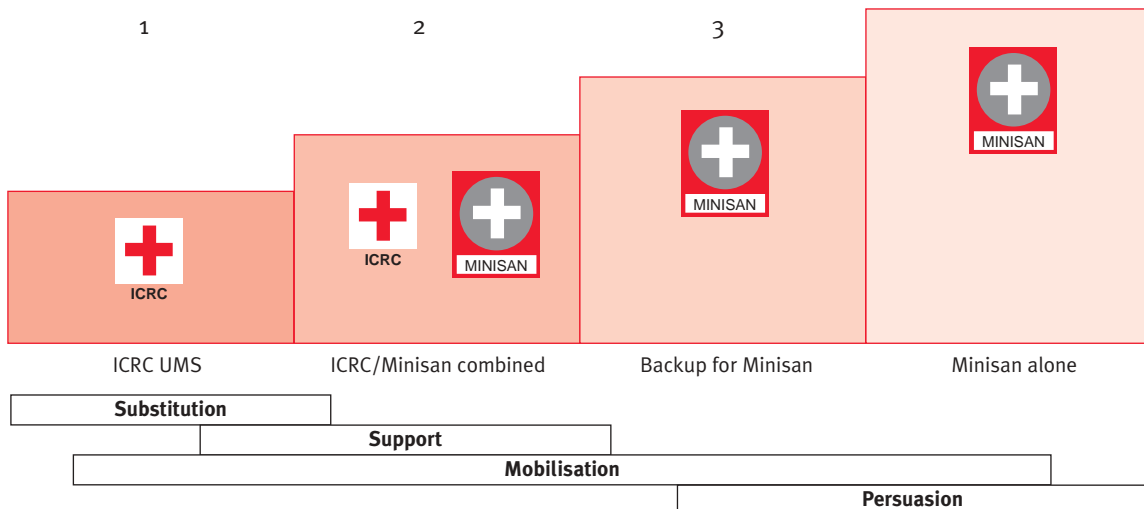 1 2 3
MINISAN
MINISAN
ICRC MINISAN
ICRC
ICRC UMS ICRC/Minisan combined Backup for Minisan Minisan alone
Substitution
Support
Mobilisation
Persuasion